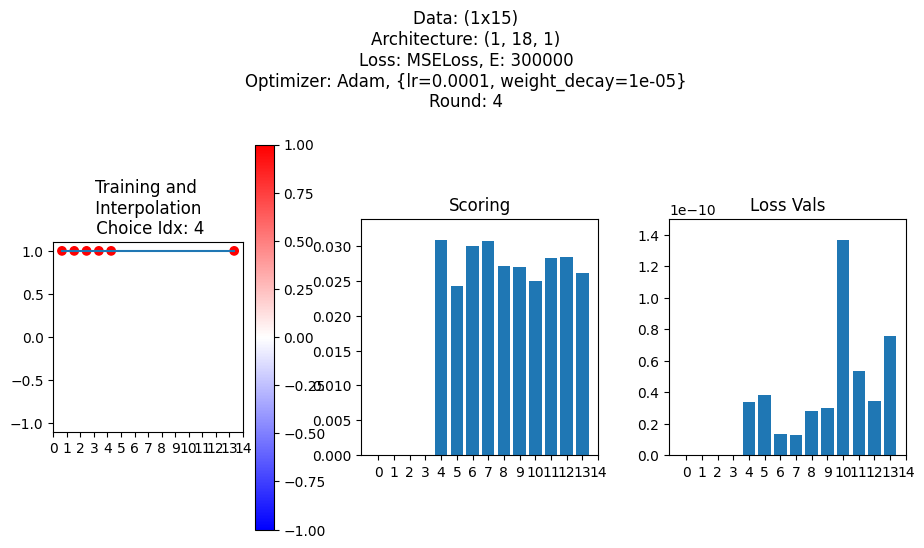 Data: (1x15)
Architecture: (1, 18, 1)
Loss: MSELoss, E: 300000
Optimizer: Adam, {lr=0.0001, weight_decay=1e-05}
Round: 4
Training and
Interpolation
Choice Idx: 4
1.0
0.5
0.0
−0.5
−1.0
0 1 2 3 4 5 6 7 8 9 10 11 12 13 14
1.00
0.75
0.50
0.25
0.00
−0.25
−0.50
−0.75
−1.00
Scoring
0.030
0.025
0.020
0.015
0.010
0.005
0.000
0 1 2 3 4 5 6 7 8 9 10 11 12 13 14
Loss Vals
1e−10
1.4
1.2
1.0
0.8
0.6
0.4
0.2
0.0
0 1 2 3 4 5 6 7 8 9 10 11 12 13 14